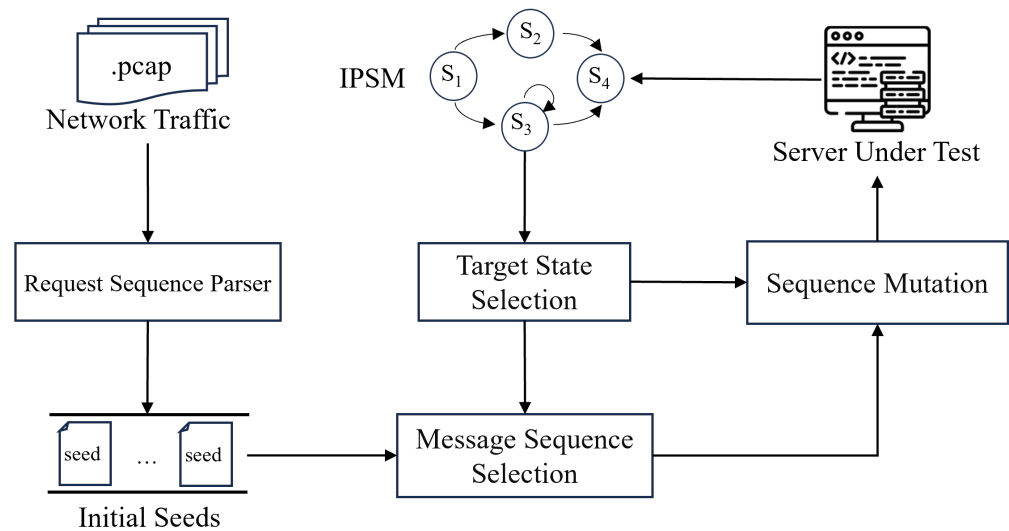 .pcap
Network Traffic
Request Sequence Parser
seed
...
seed
Initial Seeds
IPSM
S1
S2
S3
S4
Target State
Selection
Message Sequence
Selection
</>
Server Under Test
Sequence Mutation